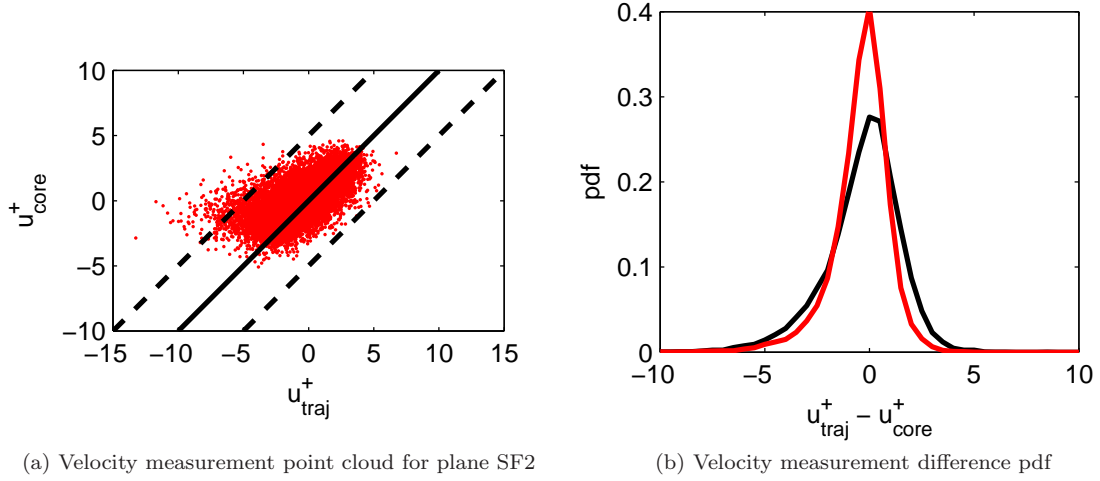 10
5
0
−5
−10
−15 −10 −5 0 5 10 15
u+core
u+traj
(a) Velocity measurement point cloud for plane SF2
0.4
0.3
0.2
0.1
0
−10 −5 0 5 10
pdf
u+traj − u+core
(b) Velocity measurement difference pdf